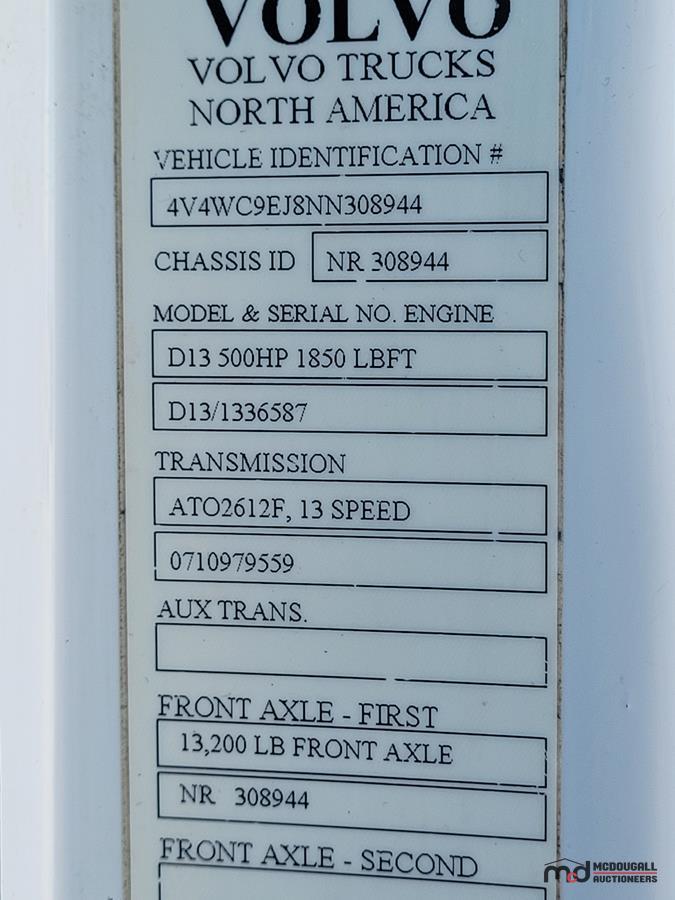 VOLVO
VOLVO TRUCKS
NORTH AMERICA
VEHICLE IDENTIFICATION #
4V4WC9EJ8NN308944
CHASSIS ID NR 308944
MODEL & SERIAL NO. ENGINE
D13 500HP 1850 LBFT
D13/1336587
TRANSMISSION
ATO2612F, 13 SPEED
0710979559
AUX TRANS.
FRONT AXLE - FIRST
13,200 LB FRONT AXLE
NR 308944
FRONT AXLE - SECOND
mcd MCDOUGALL
AUCTIONEERS